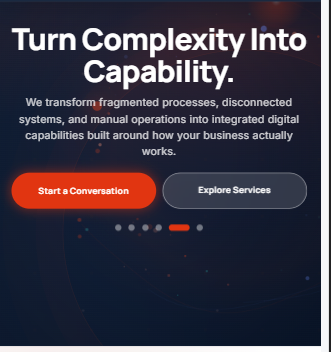 Turn Complexity Into
Capability.
We transform fragmented processes, disconnected
systems, and manual operations into integrated digital
capabilities built around how your business actually
works.
Start a Conversation
Explore Services